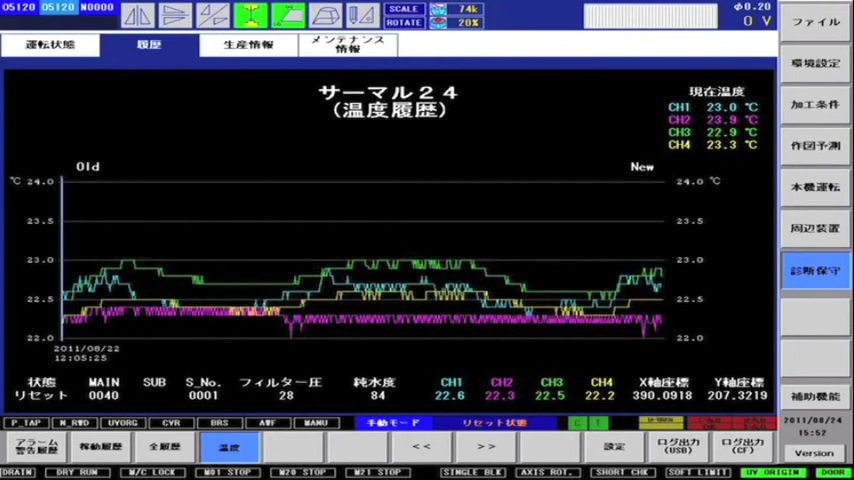 05120 05120 N0000
SCALE 74k
ROTATE 20%
φ0.20
0 V
ファイル
運転状態 履歴 生産情報 メンテナンス情報
環境設定
サーマル24
(温度履歴)
現在温度
CH1 23.0 ℃
CH2 23.9 ℃
CH3 22.9 ℃
CH4 23.3 ℃
加工条件
作図予測
Old New
℃ 24.0 24.0 ℃
本機運転
23.5 23.5
周辺装置
23.0 23.0
診断保守
22.5 22.5
22.0 22.0
2011/08/22
12:05:25
状態 MAIN SUB S_No. フィルター圧 純水度 CH1 CH2 CH3 CH4 X軸座標 Y軸座標
リセット 0040 0001 28 84 22.6 22.3 22.5 22.2 390.0918 207.3219
補助機能
P_TAP N_RWD UVORG CYR BRS AWF MANU 手動モード リセット状態 C T
2011/08/24
15:52
アラーム警告履歴 稼動履歴 全履歴 温度 << >> 設定 ログ出力(USB) ログ出力(CF)
Version
DRAIN DRY RUN M/C LOCK M01 STOP M20 STOP M21 STOP SINGLE BLK AXIS ROT. SHORT CHK SOFT LIMIT UV ORIGIN DOOR